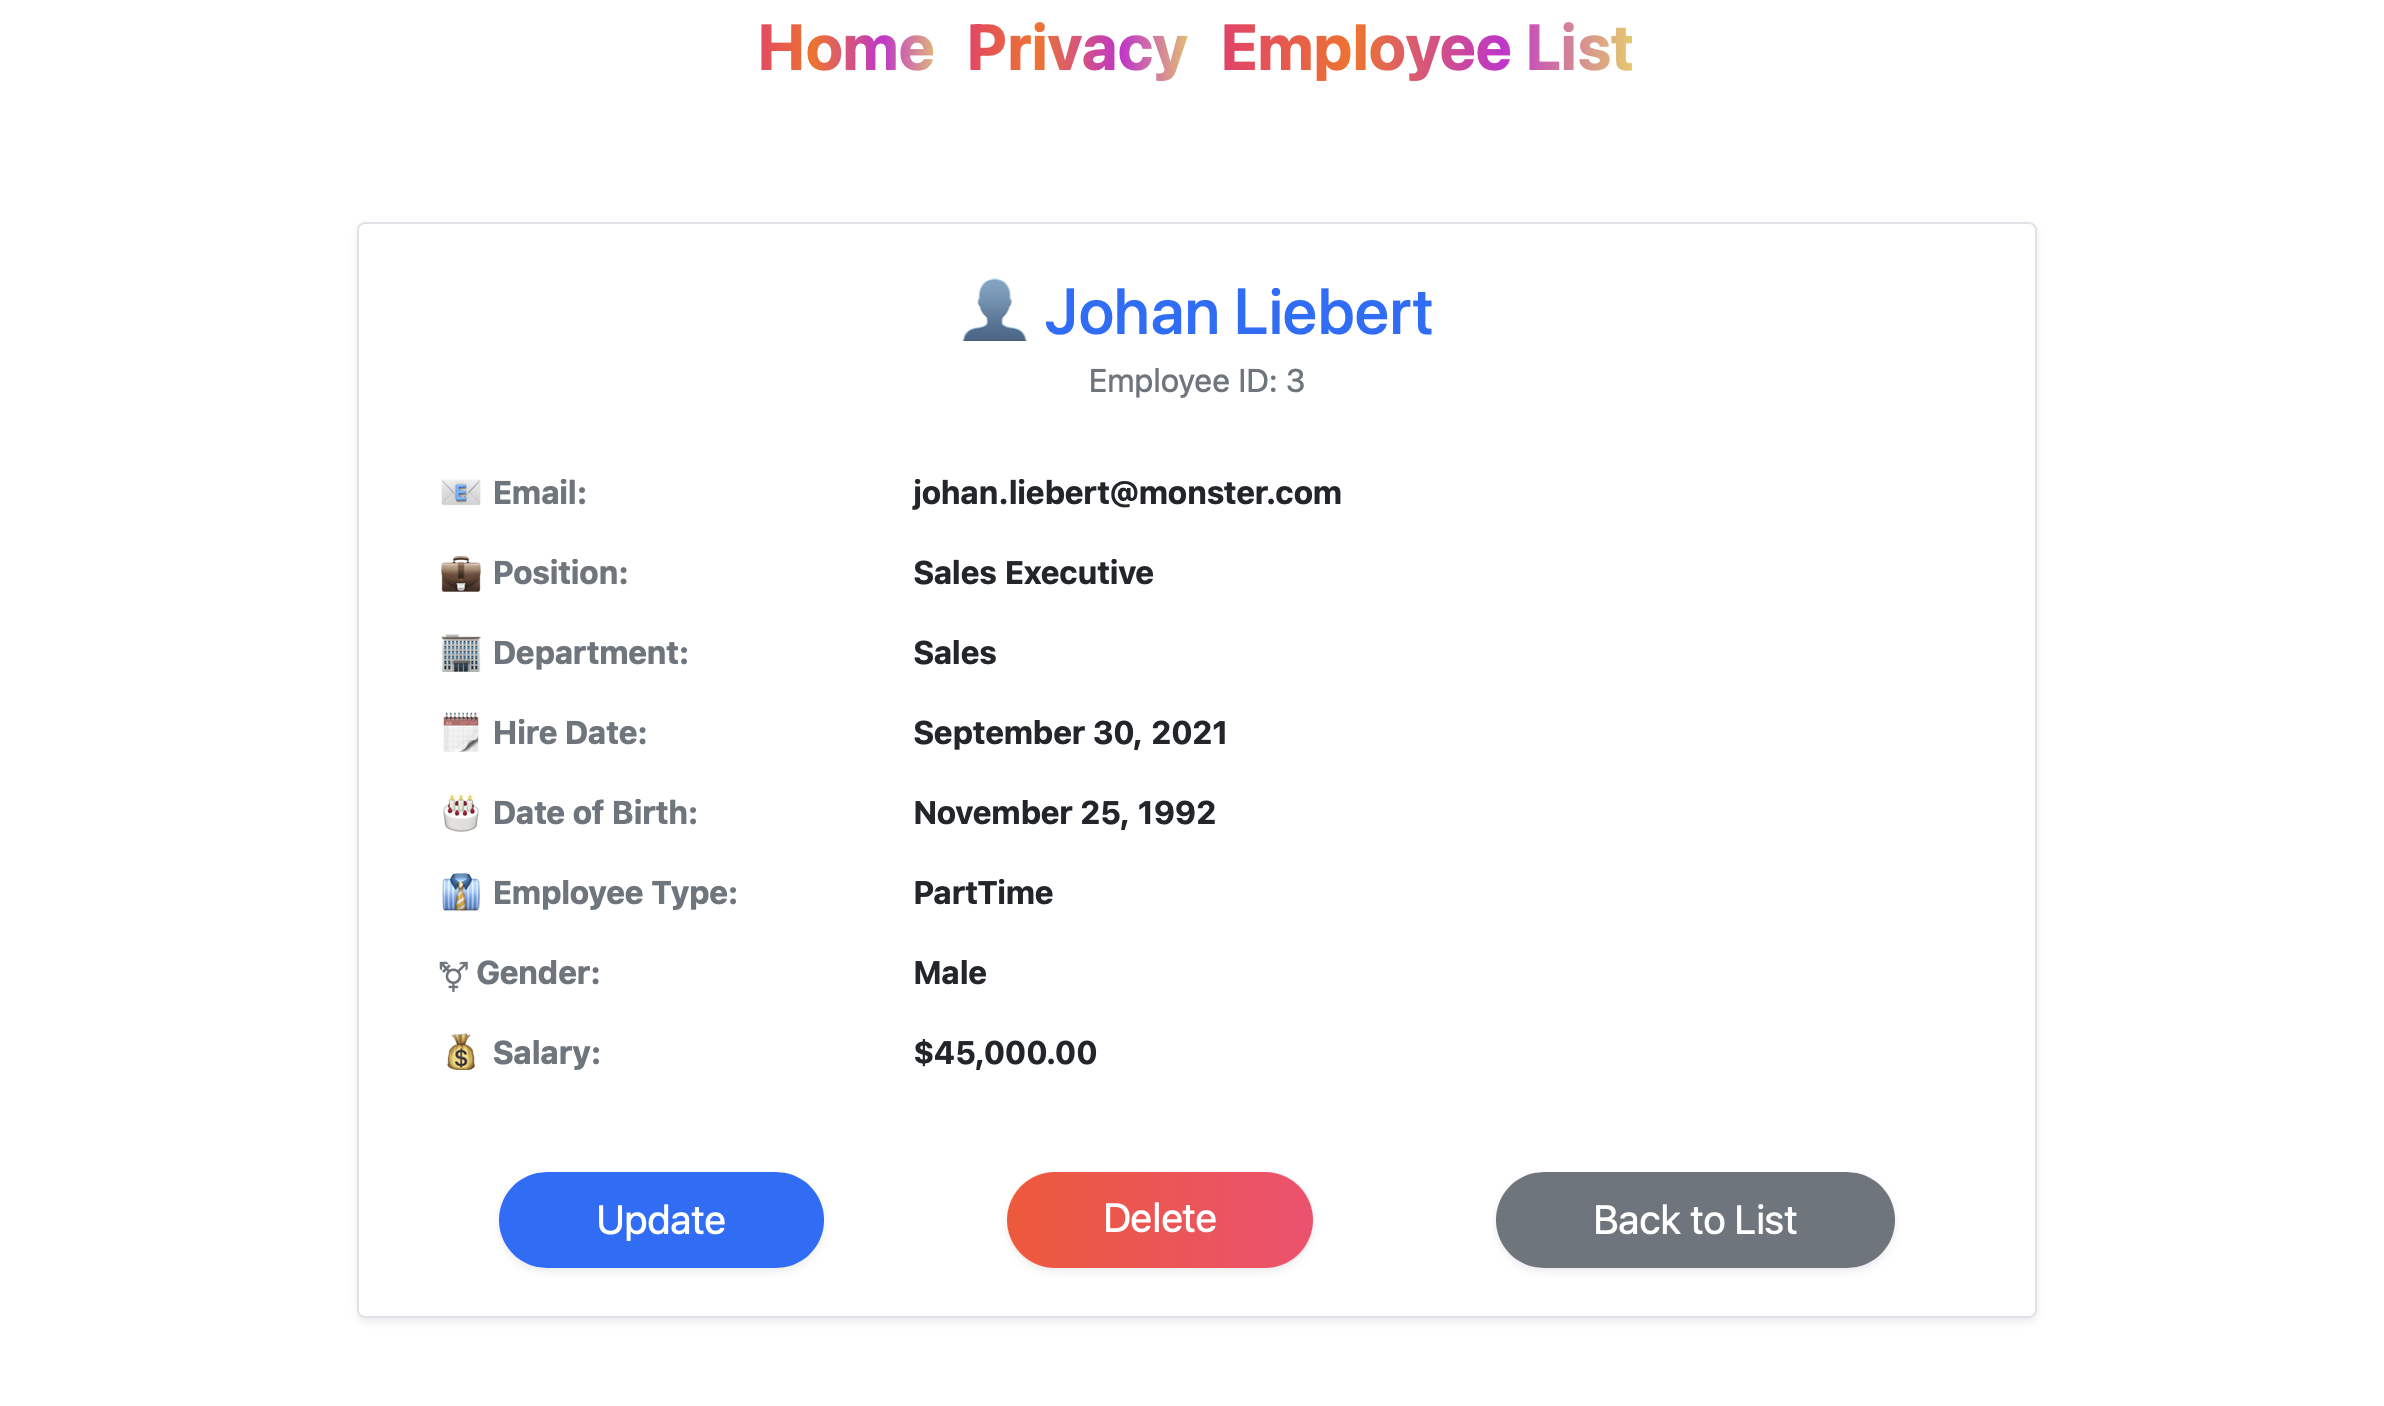 Home Privacy Employee List
Johan Liebert
Employee ID: 3
Email: johan.liebert@monster.com
Position: Sales Executive
Department: Sales
Hire Date: September 30, 2021
Date of Birth: November 25, 1992
Employee Type: PartTime
Gender: Male
Salary: $45,000.00
Update Delete Back to List